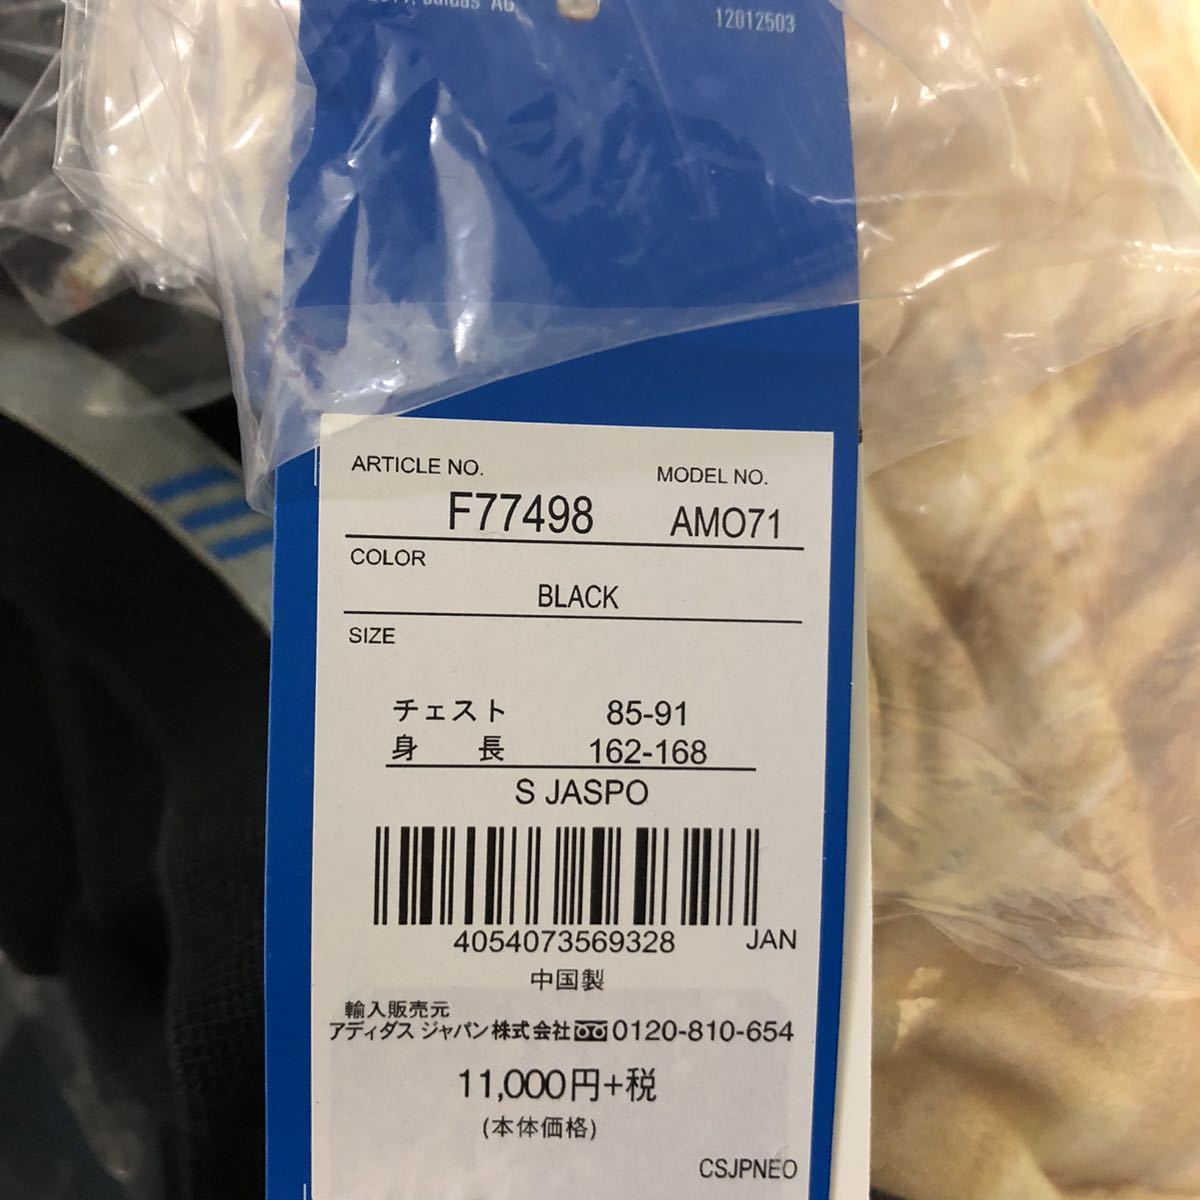 adidas AG
12012503
ARTICLE NO.
MODEL NO.
F77498
AMO71
COLOR
BLACK
SIZE
チェスト 85-91
身 長 162-168
S JASPO
4054073569328 JAN
中国製
輸入販売元
アディダス ジャパン株式会社 0120-810-654
11,000円+税
(本体価格)
CSJPNEO